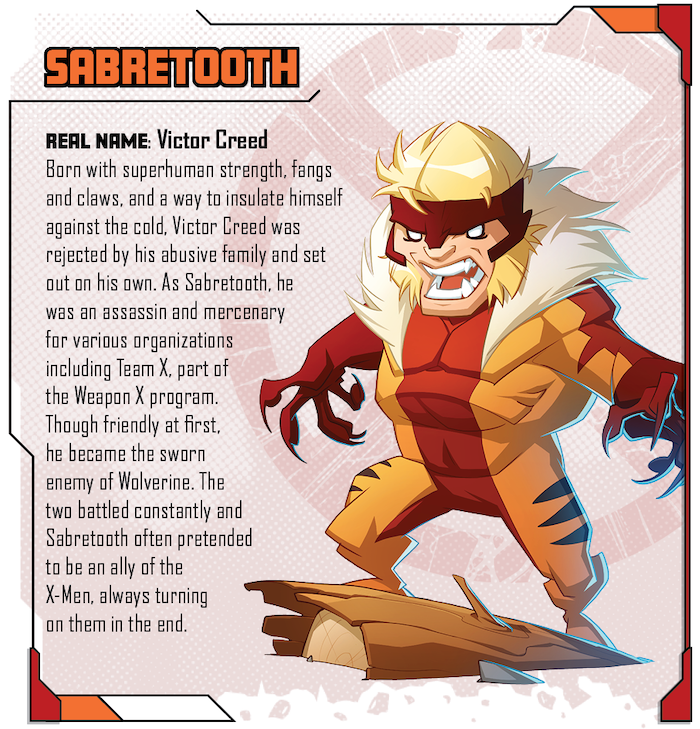 SABRETOOTH
REAL NAME: Victor Creed
Born with superhuman strength, fangs
and claws, and a way to insulate himself
against the cold, Victor Creed was
rejected by his abusive family and set
out on his own. As Sabretooth, he
was an assassin and mercenary
for various organizations
including Team X, part of
the Weapon X program.
Though friendly at first,
he became the sworn
enemy of Wolverine. The
two battled constantly and
Sabretooth often pretended
to be an ally of the
X-Men, always turning
on them in the end.